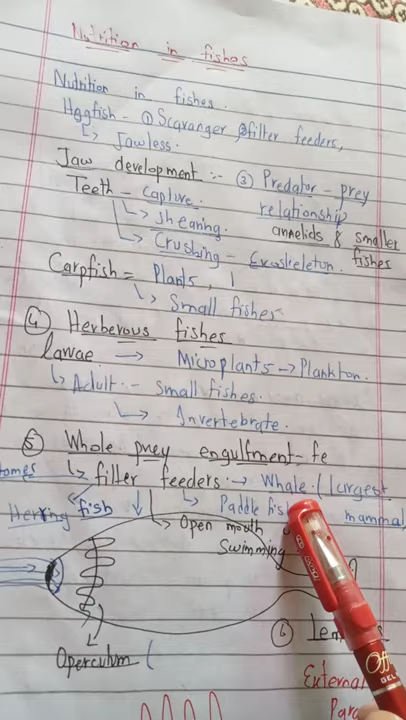 Nutrition in fishes
Nutrition in fishes.
Hagfish - ① Scavanger, ② filter feeders,
↳ Jawless.
Jaw development :- ③ Predator - prey
Teeth - Capture. relationship
↳ Shearing. annelids & smaller
↳ Crushing - Exoskeleton. fishes
Carpfish = Plants,
↳ Small fishes
④ Herberous fishes
larvae → Microplants → Plankton.
↳ Adult - Small fishes.
↳ Invertebrate.
⑤ Whole prey engulfment -
↳ filter feeders → Whale. (largest
Herring fish ↓ ↳ Paddle mammal
↳ Open mouth
Swimming
⑥
Operculum (
External